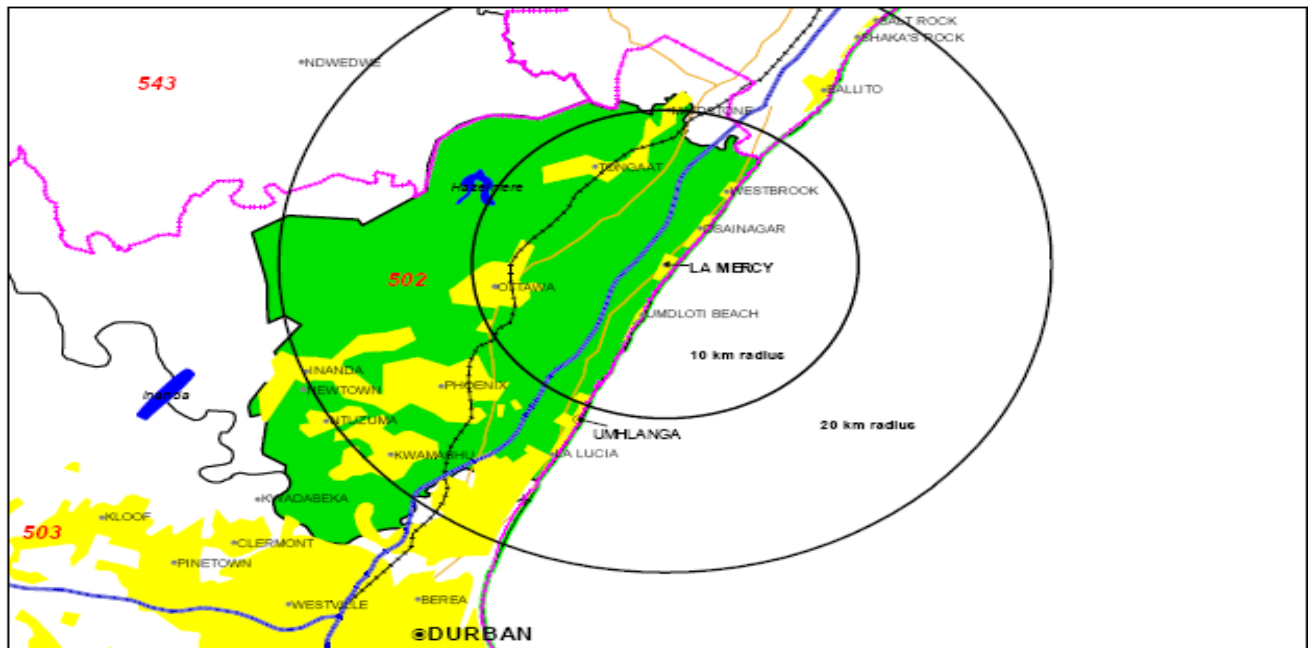 SALT ROCK
SHAKA'S ROCK
NDWEDWE
543
BALLITO
MAIDSTONE
TONGAAT
Hazelmere
WESTBROOK
DESAINAGAR
LA MERCY
502
OTTAWA
UMDLOTI BEACH
10 km radius
INANDA
NEWTOWN
PHOENIX
Inanda
NTUZUMA
20 km radius
UMHLANGA
KWAMASHU
LA LUCIA
KWADABEKA
KLOOF
503
CLERMONT
PINETOWN
WESTVILLE
BEREA
DURBAN